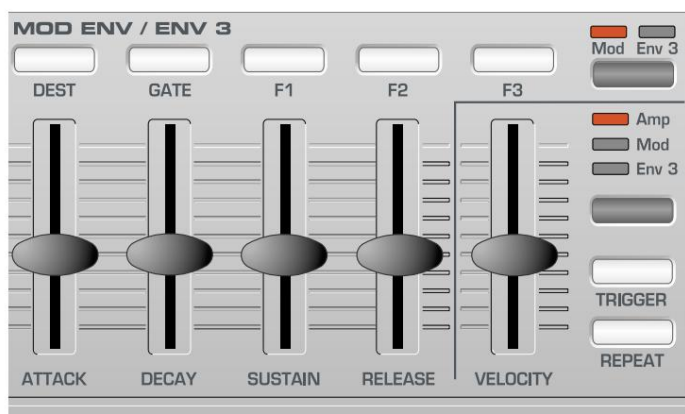 MOD ENV / ENV 3
Mod Env 3
DEST GATE F1 F2 F3
Amp
Mod
Env 3
TRIGGER
REPEAT
ATTACK DECAY SUSTAIN RELEASE VELOCITY